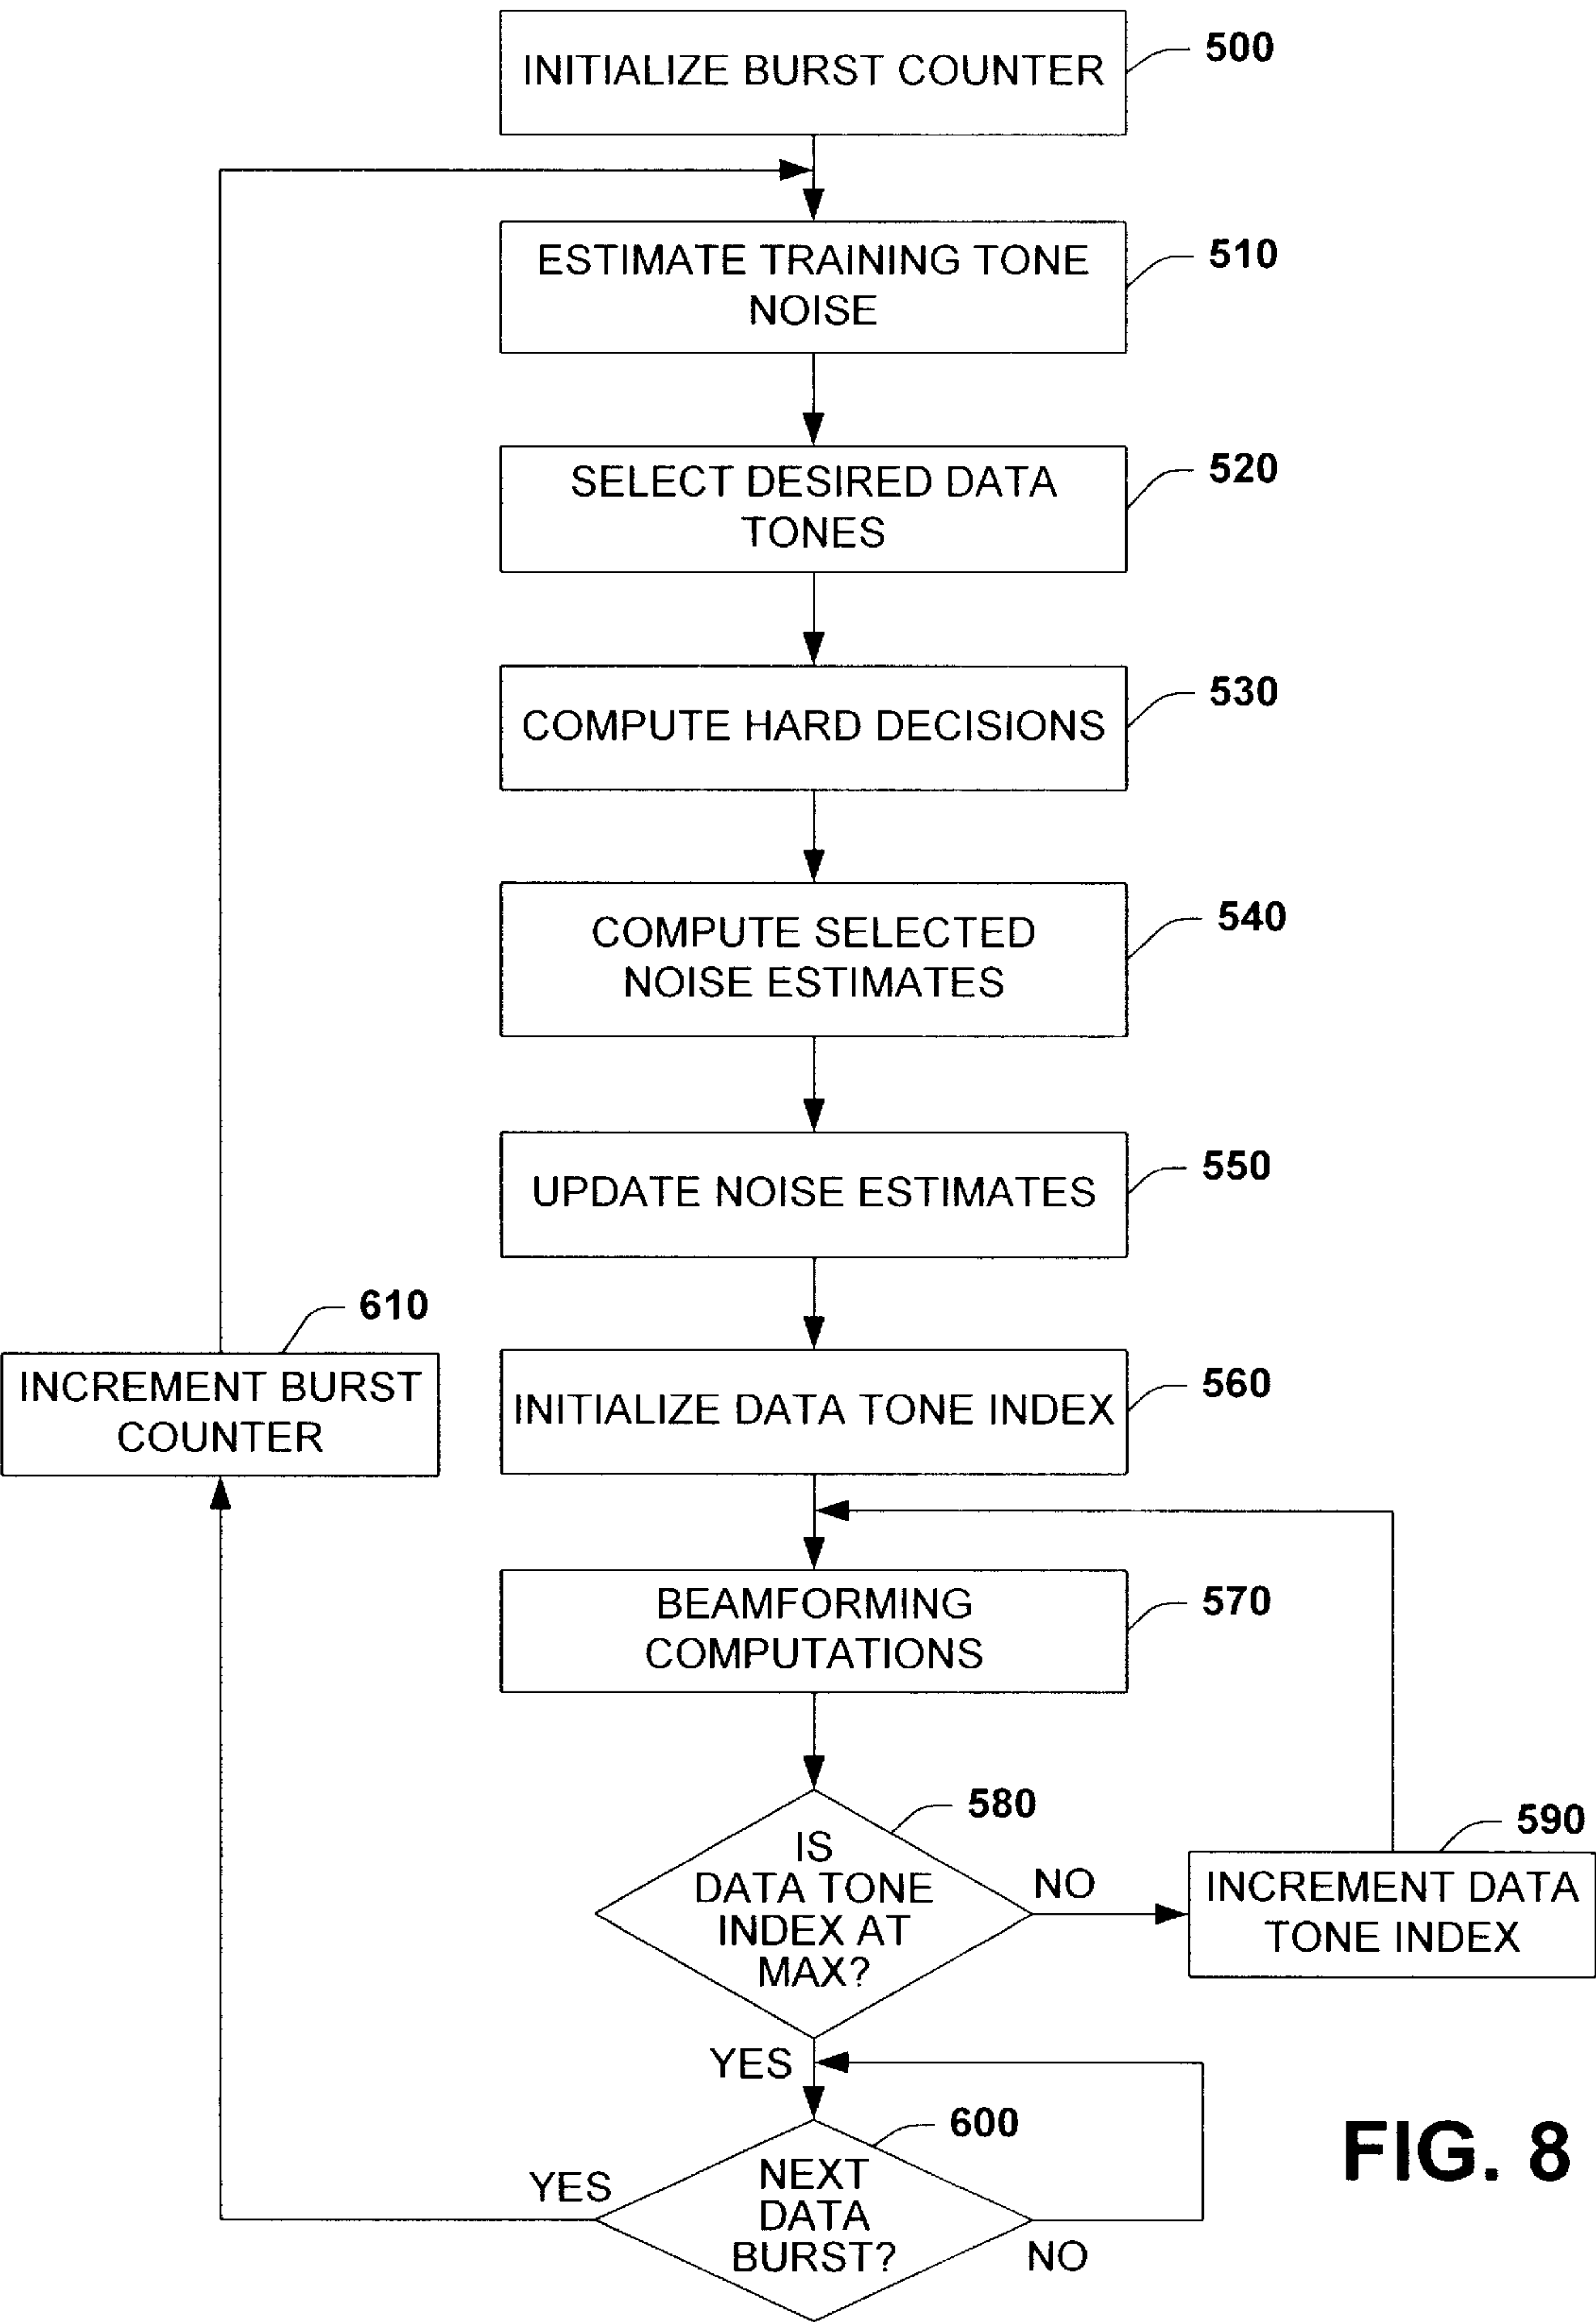 INITIALIZE BURST COUNTER
500
ESTIMATE TRAINING TONE
NOISE
510
SELECT DESIRED DATA
TONES
520
COMPUTE HARD DECISIONS
530
COMPUTE SELECTED
NOISE ESTIMATES
540
UPDATE NOISE ESTIMATES
550
610
INCREMENT BURST
COUNTER
INITIALIZE DATA TONE INDEX
560
BEAMFORMING
COMPUTATIONS
570
IS
DATA TONE
INDEX AT
MAX?
580
NO
590
INCREMENT DATA
TONE INDEX
YES
600
NEXT
DATA
BURST?
YES
NO
FIG. 8